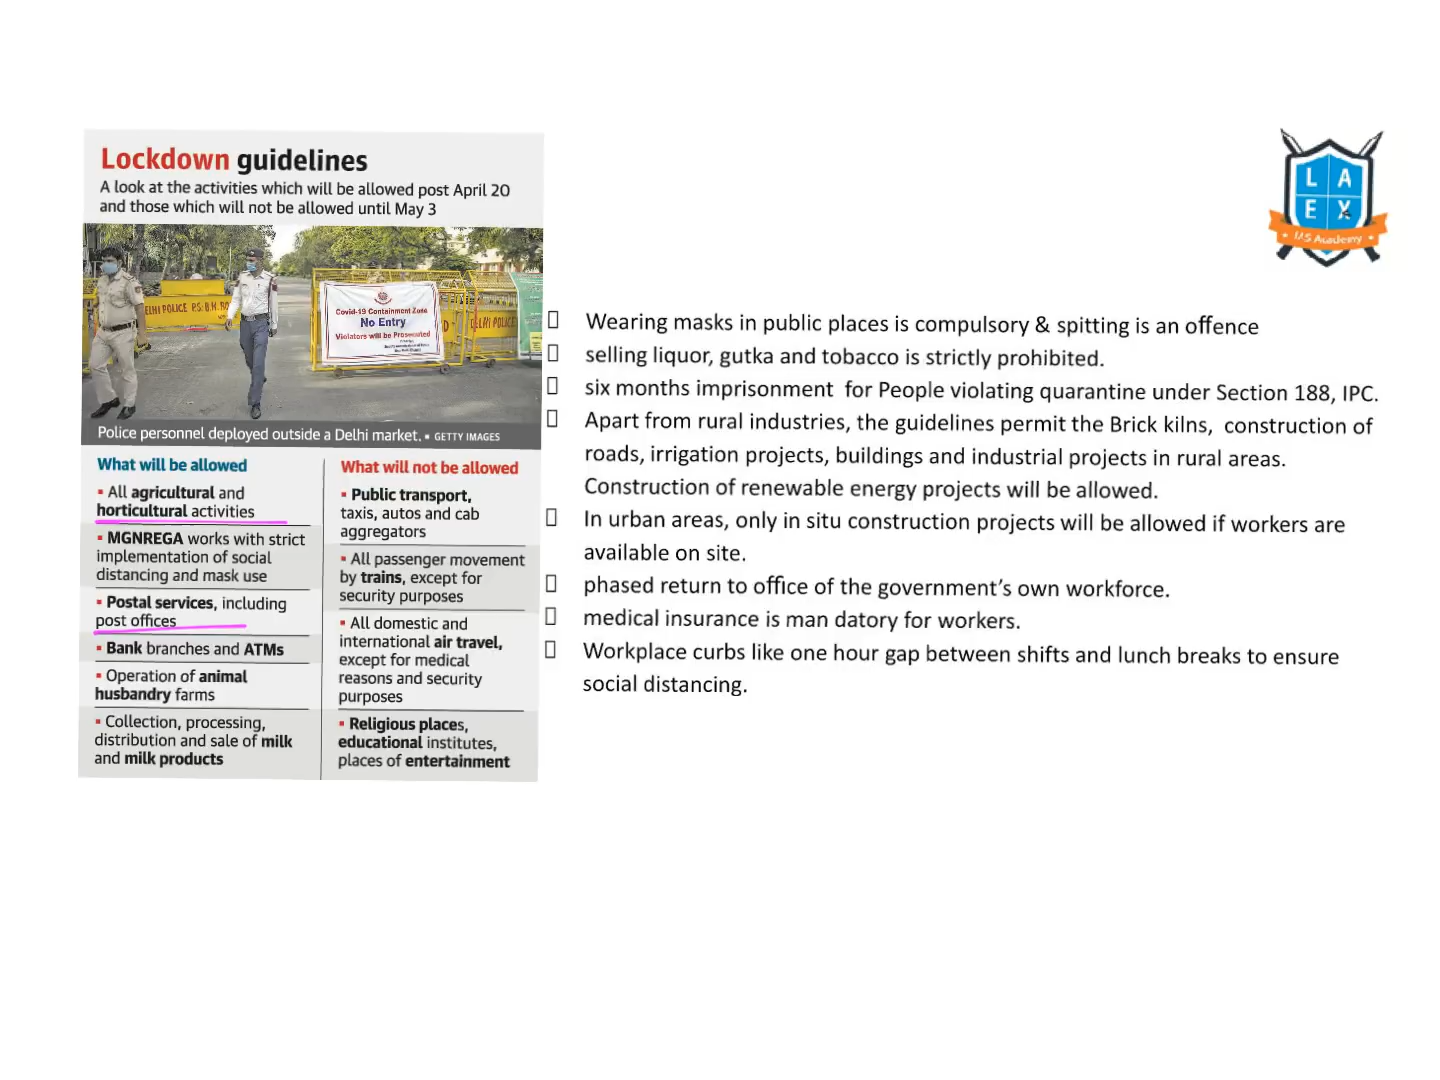 Lockdown guidelines
A look at the activities which will be allowed post April 20
and those which will not be allowed until May 3
DELHI POLICE P.S:B.H.RO
Covid-19 Containment Zone
No Entry
Violators will be Prosecuted
DELHI POLICE
Police personnel deployed outside a Delhi market. ▪ GETTY IMAGES
What will be allowed
▪ All agricultural and
horticultural activities
▪ MGNREGA works with strict
implementation of social
distancing and mask use
▪ Postal services, including
post offices
▪ Bank branches and ATMs
▪ Operation of animal
husbandry farms
▪ Collection, processing,
distribution and sale of milk
and milk products
What will not be allowed
▪ Public transport,
taxis, autos and cab
aggregators
▪ All passenger movement
by trains, except for
security purposes
▪ All domestic and
international air travel,
except for medical
reasons and security
purposes
▪ Religious places,
educational institutes,
places of entertainment
L A
E X
IAS Academy
Wearing masks in public places is compulsory & spitting is an offence
selling liquor, gutka and tobacco is strictly prohibited.
six months imprisonment for People violating quarantine under Section 188, IPC.
Apart from rural industries, the guidelines permit the Brick kilns, construction of
roads, irrigation projects, buildings and industrial projects in rural areas.
Construction of renewable energy projects will be allowed.
In urban areas, only in situ construction projects will be allowed if workers are
available on site.
phased return to office of the government's own workforce.
medical insurance is man datory for workers.
Workplace curbs like one hour gap between shifts and lunch breaks to ensure
social distancing.